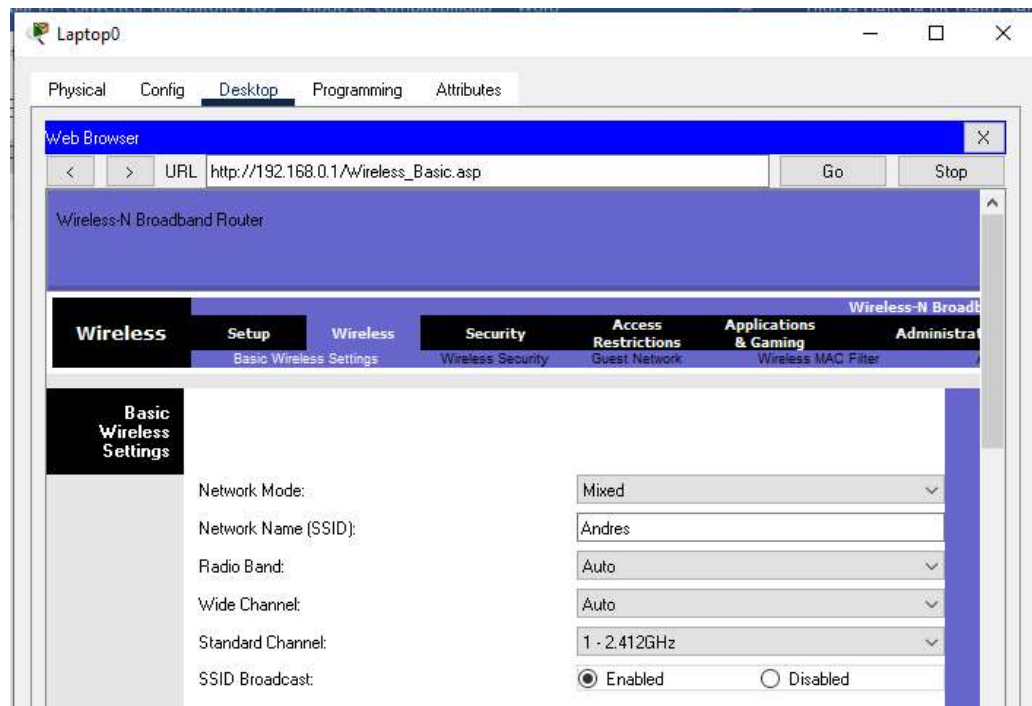 Laptop0
Physical Config Desktop Programming Attributes
Web Browser X
< > URL http://192.168.0.1/Wireless_Basic.asp Go Stop
Wireless-N Broadband Router
Wireless-N Broadb
Wireless Setup Wireless Security Access Restrictions Applications & Gaming Administrat
Basic Wireless Settings Wireless Security Guest Network Wireless MAC Filter
Basic
Wireless
Settings
Network Mode: Mixed
Network Name (SSID): Andres
Radio Band: Auto
Wide Channel: Auto
Standard Channel: 1 - 2.412GHz
SSID Broadcast: Enabled Disabled